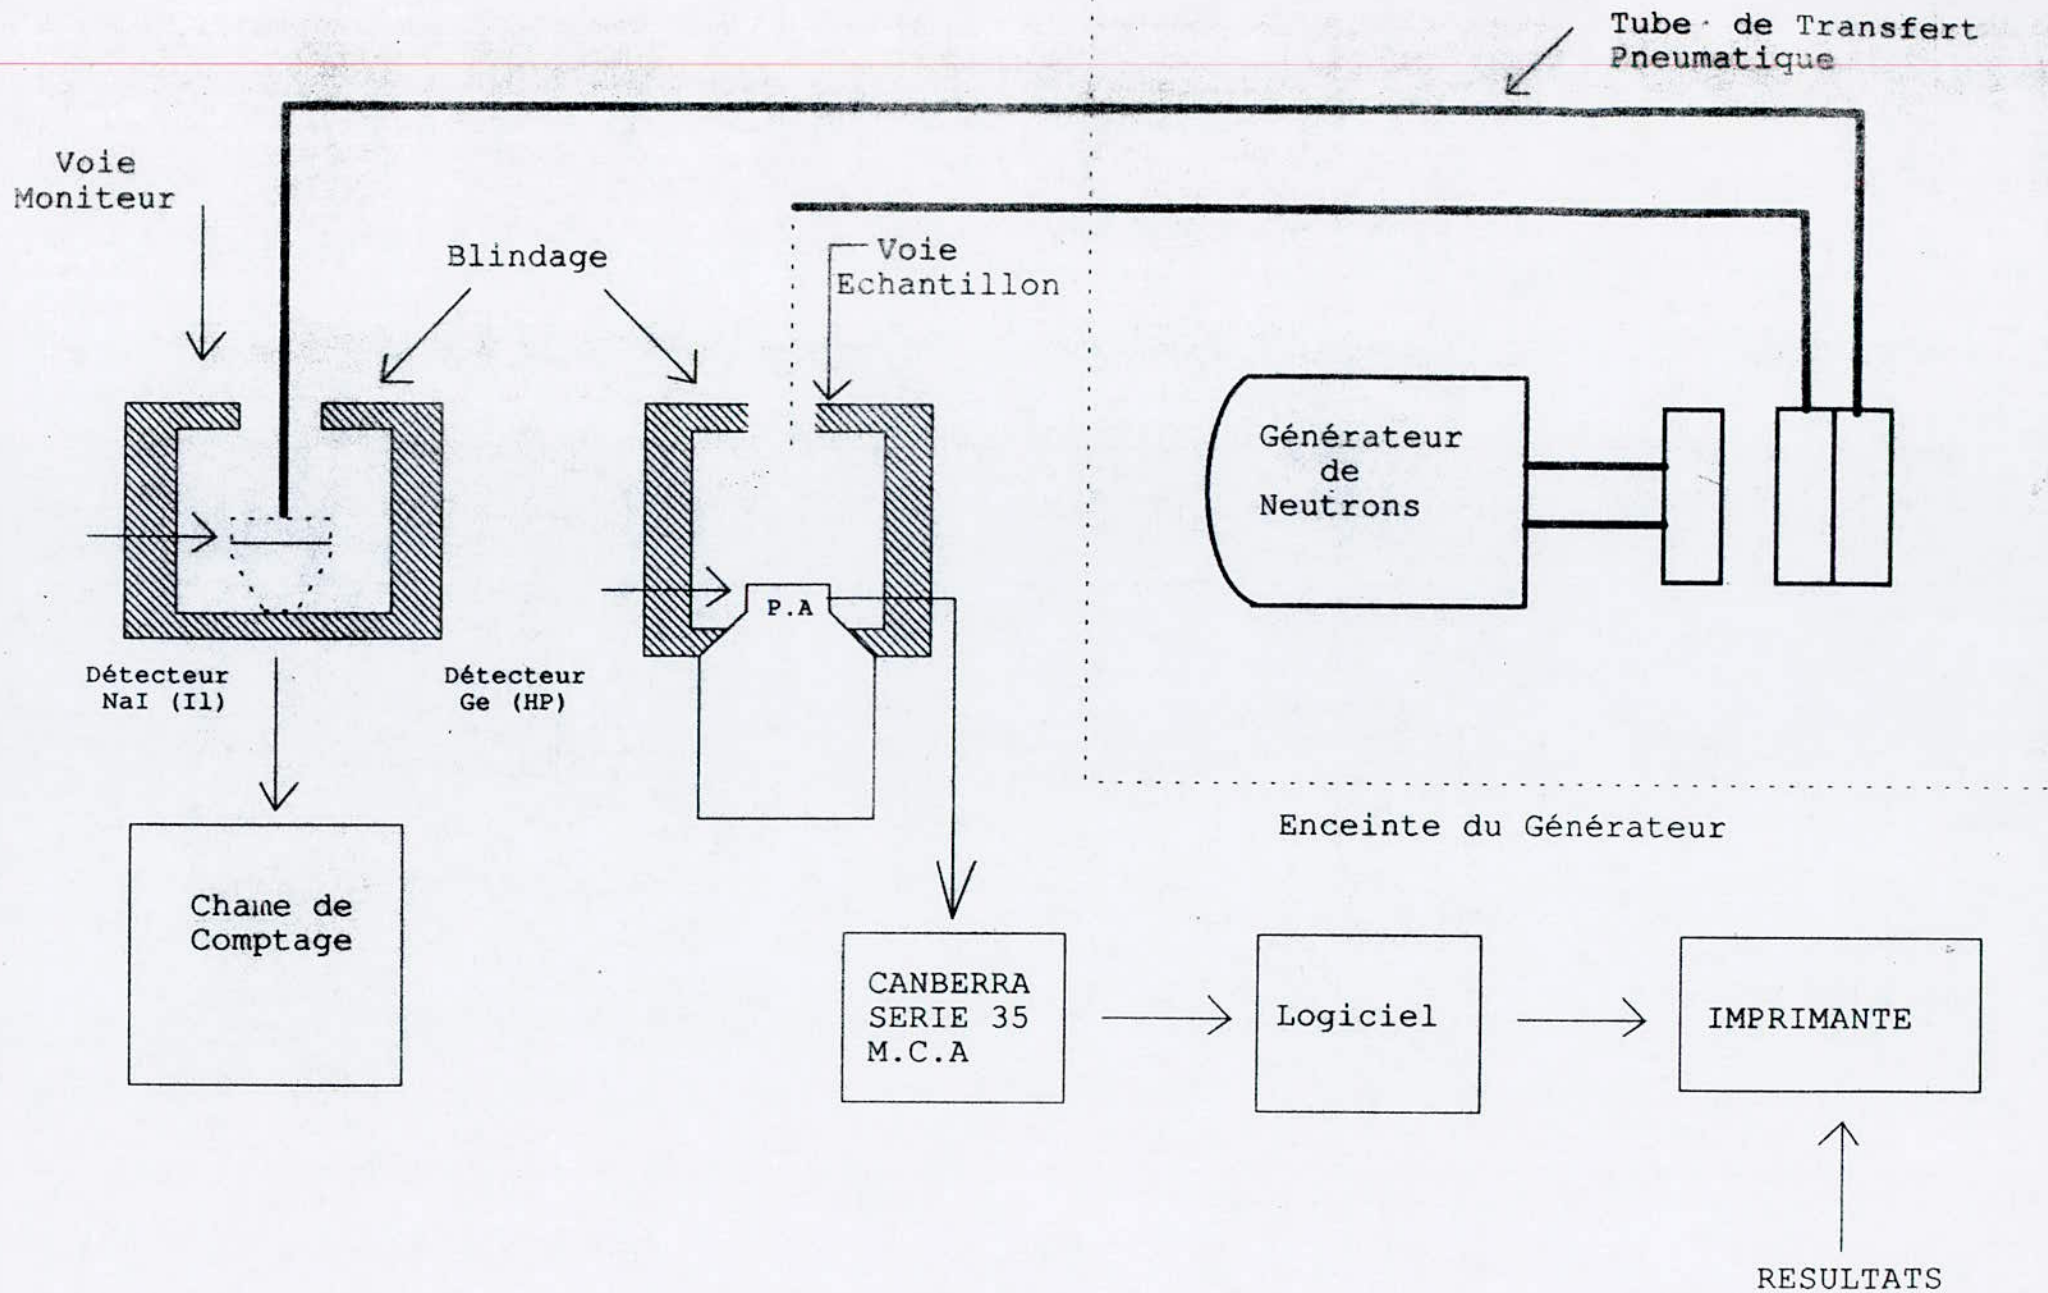 Tube de Transfert
Pneumatique
Voie
Moniteur
Blindage
Voie
Echantillon
Générateur
de
Neutrons
P.A
Détecteur
NaI (Il)
Détecteur
Ge (HP)
Enceinte du Générateur
Chaîne de
Comptage
CANBERRA
SERIE 35
M.C.A
Logiciel
IMPRIMANTE
RESULTATS